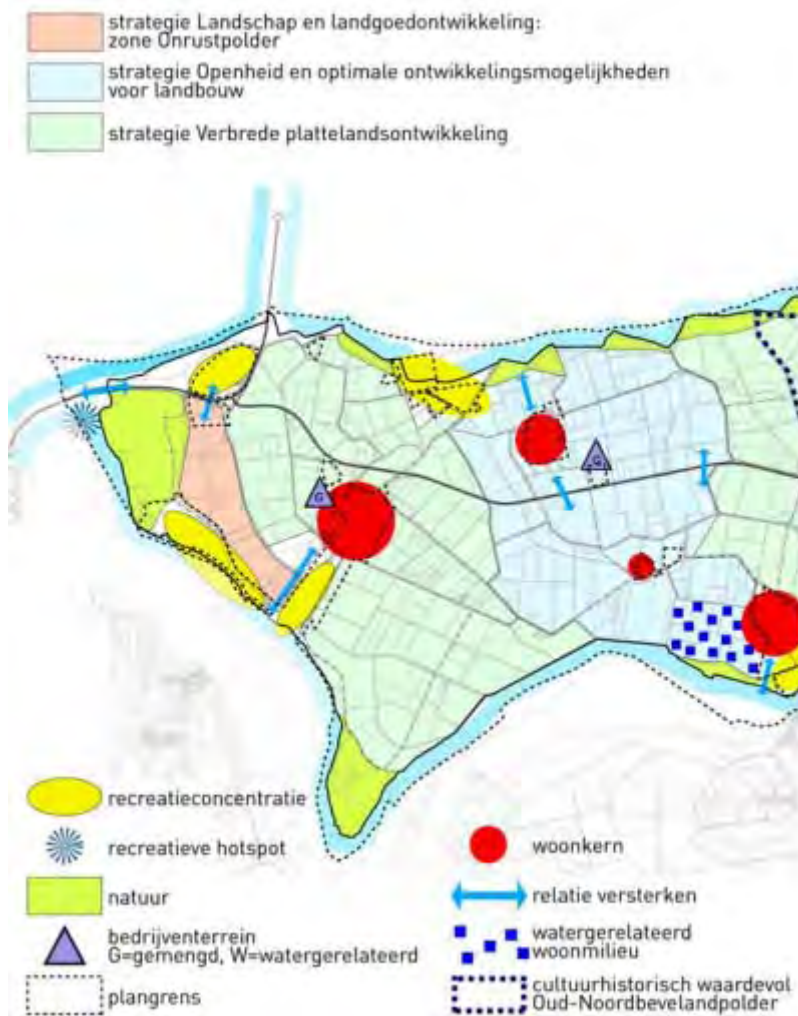 strategie Landschap en landgoedontwikkeling:
zone Onrustpolder
strategie Openheid en optimale ontwikkelingsmogelijkheden
voor landbouw
strategie Verbrede plattelandsontwikkeling
G
G
recreatieconcentratie
recreatieve hotspot
natuur
bedrijventerrein
G=gemengd, W=watergerelateerd
plangrens
woonkern
relatie versterken
watergerelateerd
woonmilieu
cultuurhistorisch waardevol
Oud-Noordbevelandpolder